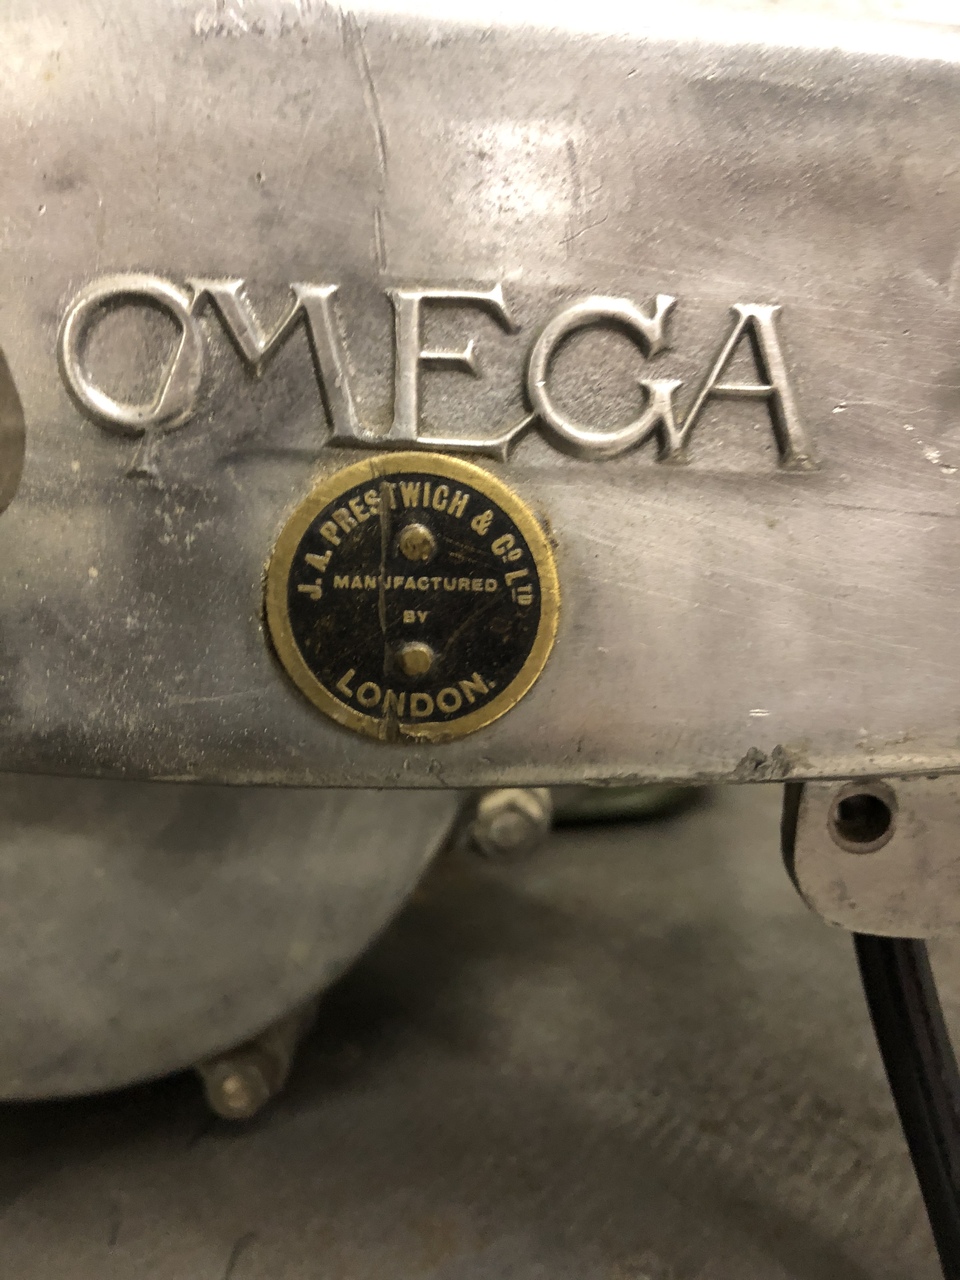 OMEGA
J. A. PRESTWICH & Co LTD
MANUFACTURED
BY
LONDON.